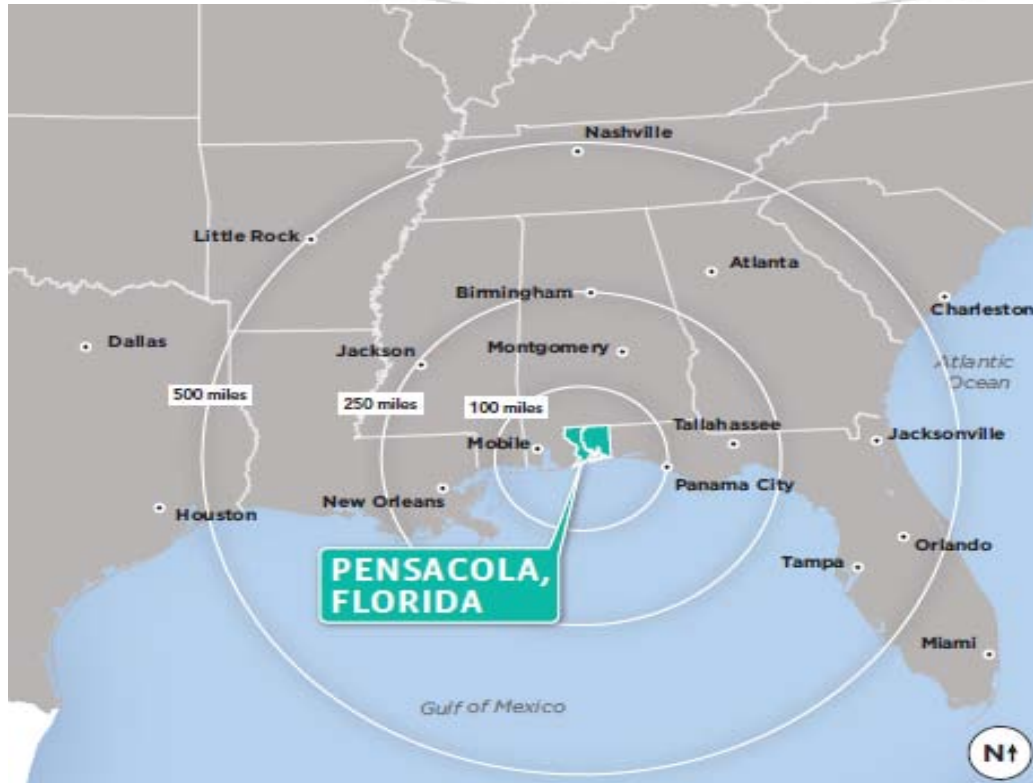 Nashville
Little Rock
Atlanta
Birmingham
Charleston
Dallas
Jackson
Montgomery
Atlantic
Ocean
500 miles
250 miles
100 miles
Tallahassee
Mobile
Jacksonville
Panama City
New Orleans
Houston
Orlando
Tampa
PENSACOLA,
FLORIDA
Miami
Gulf of Mexico
N↑